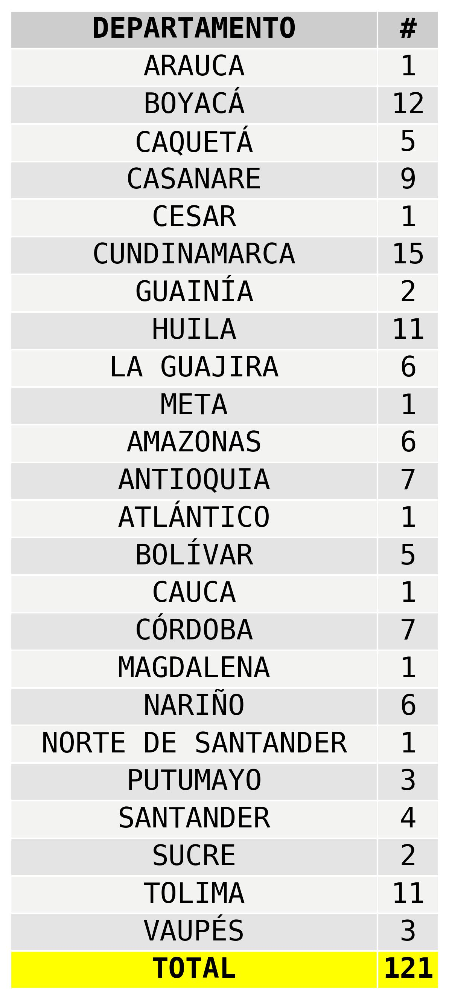 DEPARTAMENTO #
ARAUCA 1
BOYACÁ 12
CAQUETÁ 5
CASANARE 9
CESAR 1
CUNDINAMARCA 15
GUAINÍA 2
HUILA 11
LA GUAJIRA 6
META 1
AMAZONAS 6
ANTIOQUIA 7
ATLÁNTICO 1
BOLÍVAR 5
CAUCA 1
CÓRDOBA 7
MAGDALENA 1
NARIÑO 6
NORTE DE SANTANDER 1
PUTUMAYO 3
SANTANDER 4
SUCRE 2
TOLIMA 11
VAUPÉS 3
TOTAL 121